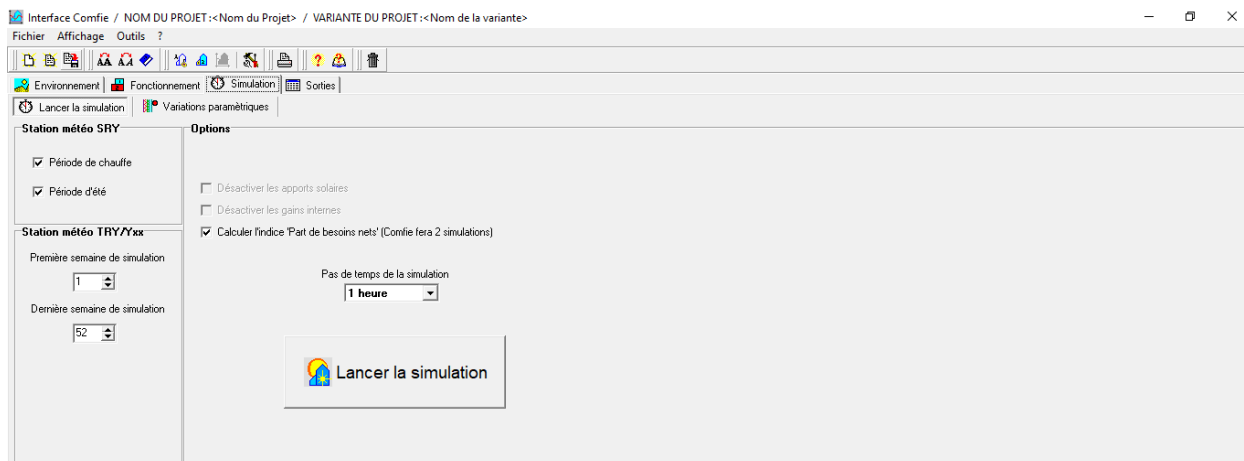 Interface Comfie / NOM DU PROJET :<Nom du Projet> / VARIANTE DU PROJET :<Nom de la variante>
Fichier Affichage Outils ?
Environnement Fonctionnement Simulation Sorties
Lancer la simulation Variations paramètriques
Station météo SRY
Période de chauffe
Période d'été
Station météo TRY/Yxx
Première semaine de simulation
1
Dernière semaine de simulation
52
Options
Désactiver les apports solaires
Désactiver les gains internes
Calculer l'indice 'Part de besoins nets' (Comfie fera 2 simulations)
Pas de temps de la simulation
1 heure
Lancer la simulation